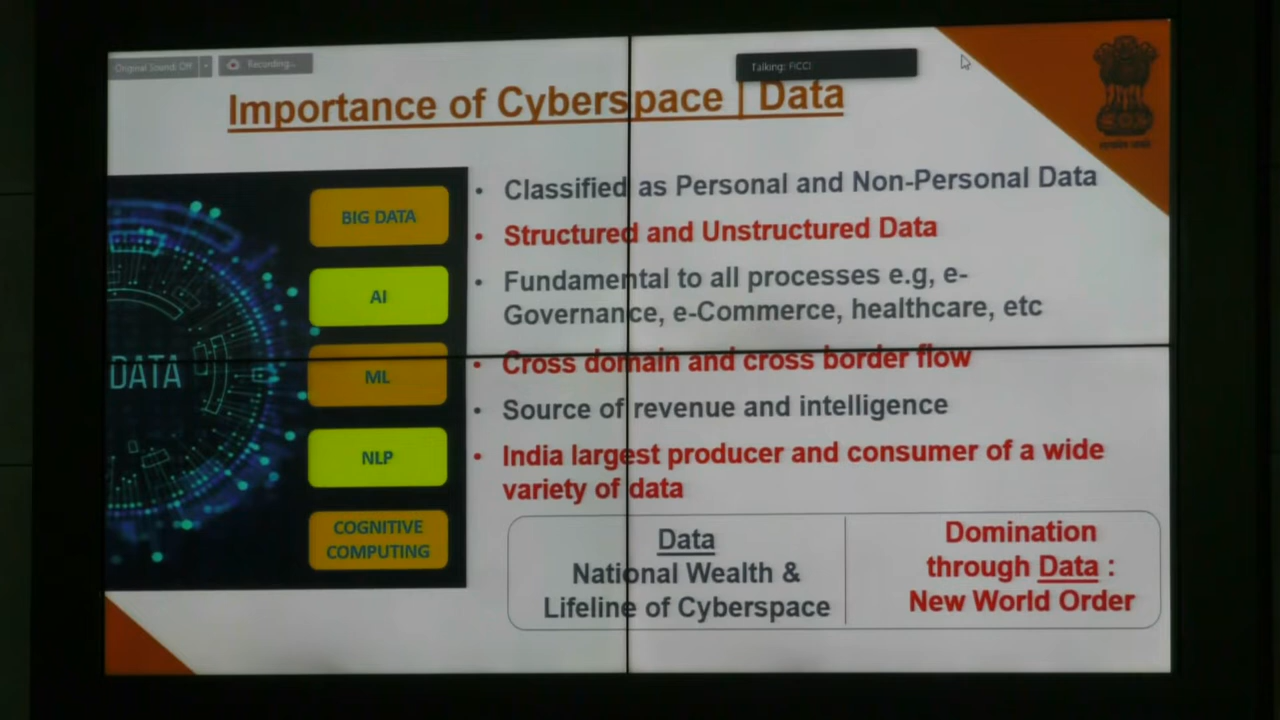 Original Sound: Off
Recording...
Talking: FICCI
Importance of Cyberspace | Data
• Classified as Personal and Non-Personal Data
• Structured and Unstructured Data
• Fundamental to all processes e.g, e-
Governance, e-Commerce, healthcare, etc
• Cross domain and cross border flow
• Source of revenue and intelligence
• India largest producer and consumer of a wide
variety of data
BIG DATA
AI
ML
NLP
COGNITIVE
COMPUTING
DATA
Data
National Wealth &
Lifeline of Cyberspace
Domination
through Data :
New World Order